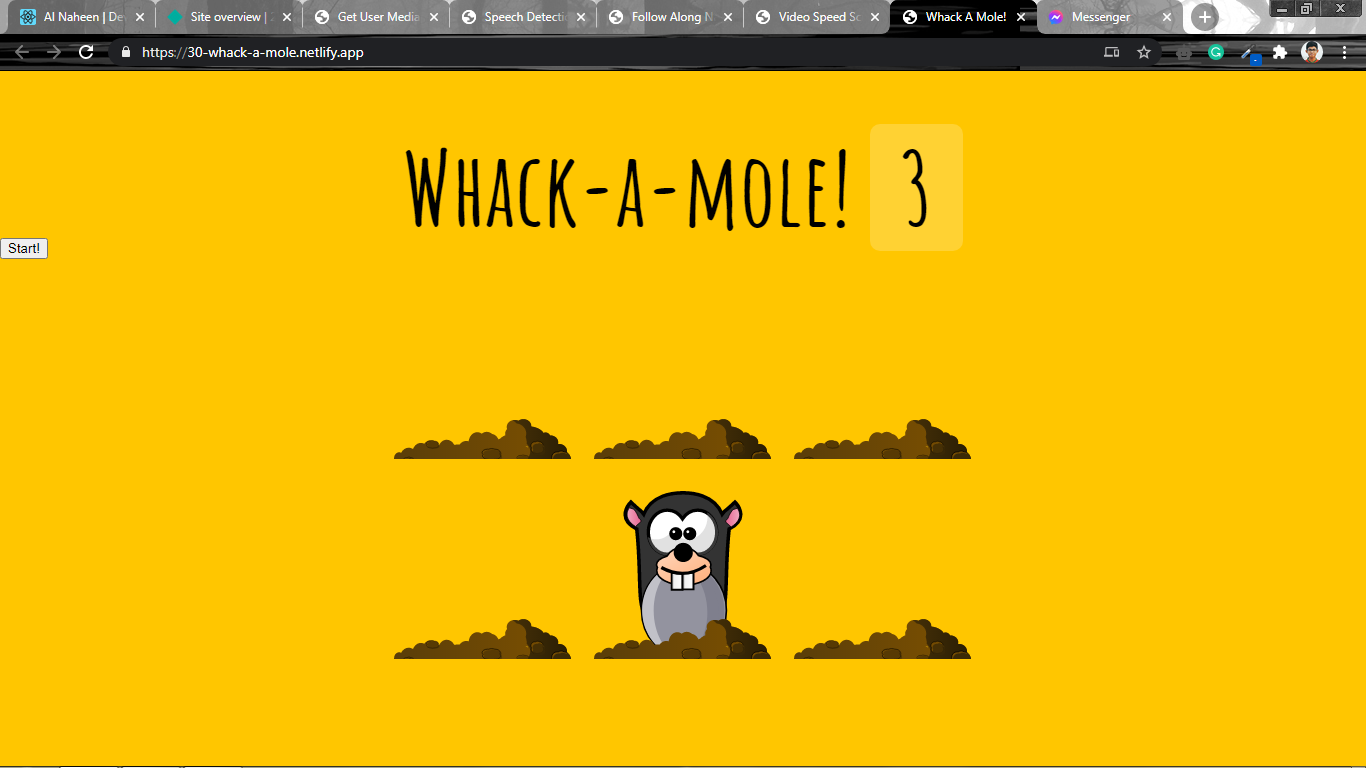 Al Naheen | De
Site overview |
Get User Media
Speech Detecti
Follow Along N
Video Speed Sc
Whack A Mole!
Messenger
https://30-whack-a-mole.netlify.app
Whack-a-mole! 3
Start!